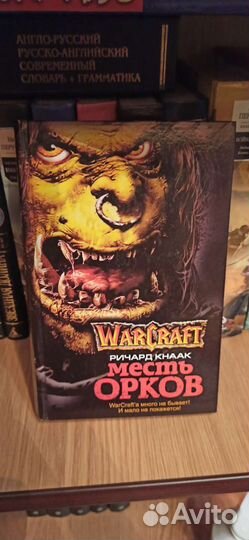 АНГЛО-РУССКИЙ
РУССКО-АНГЛИЙСКИЙ
СОВРЕМЕННЫЙ
СЛОВАРЬ + ГРАММАТИКА
WARCRAFT
РИЧАРД КНААК
месть
ОРКОВ
WarCraft'a много не бывает!
И мало не покажется!
Avito